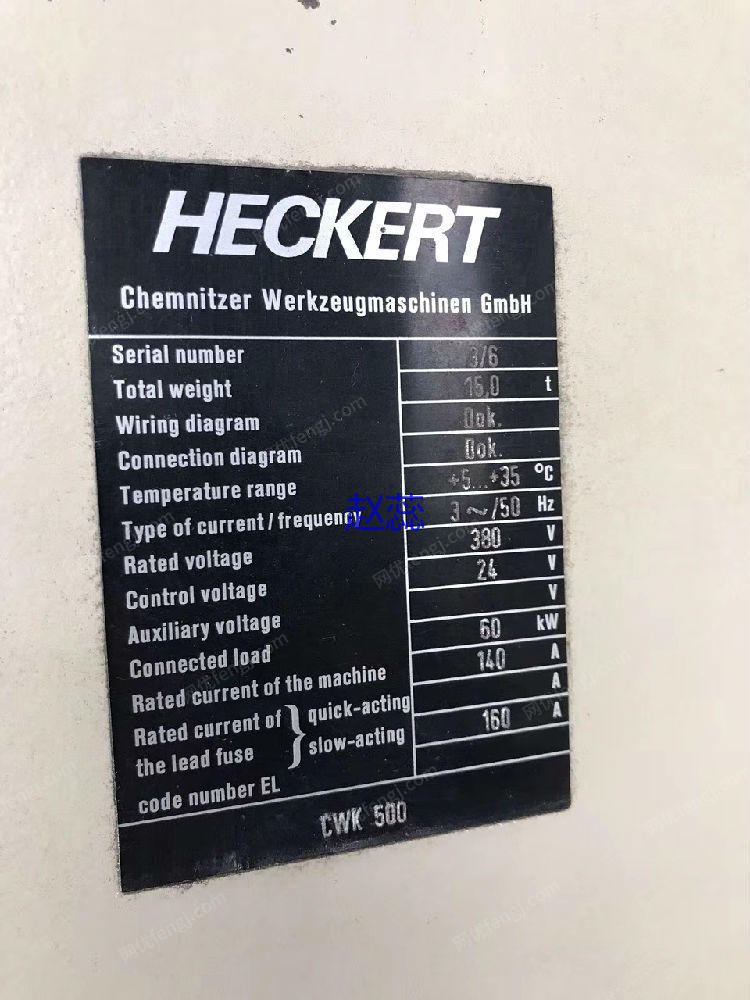 HECKERT
Chemnitzer Werkzeugmaschinen GmbH
Serial number 3/6
Total weight 15,0 t
Wiring diagram Dok.
Connection diagram Dok.
Temperature range +5...+35 °C
Type of current/frequency 3~/50 Hz
赵蕊
Rated voltage 380 V
Control voltage 24 V
Auxiliary voltage V
Connected load 60 kW
Rated current of the machine 140 A
Rated current of the lead fuse } quick-acting A
slow-acting 160 A
code number EL
CWK 500